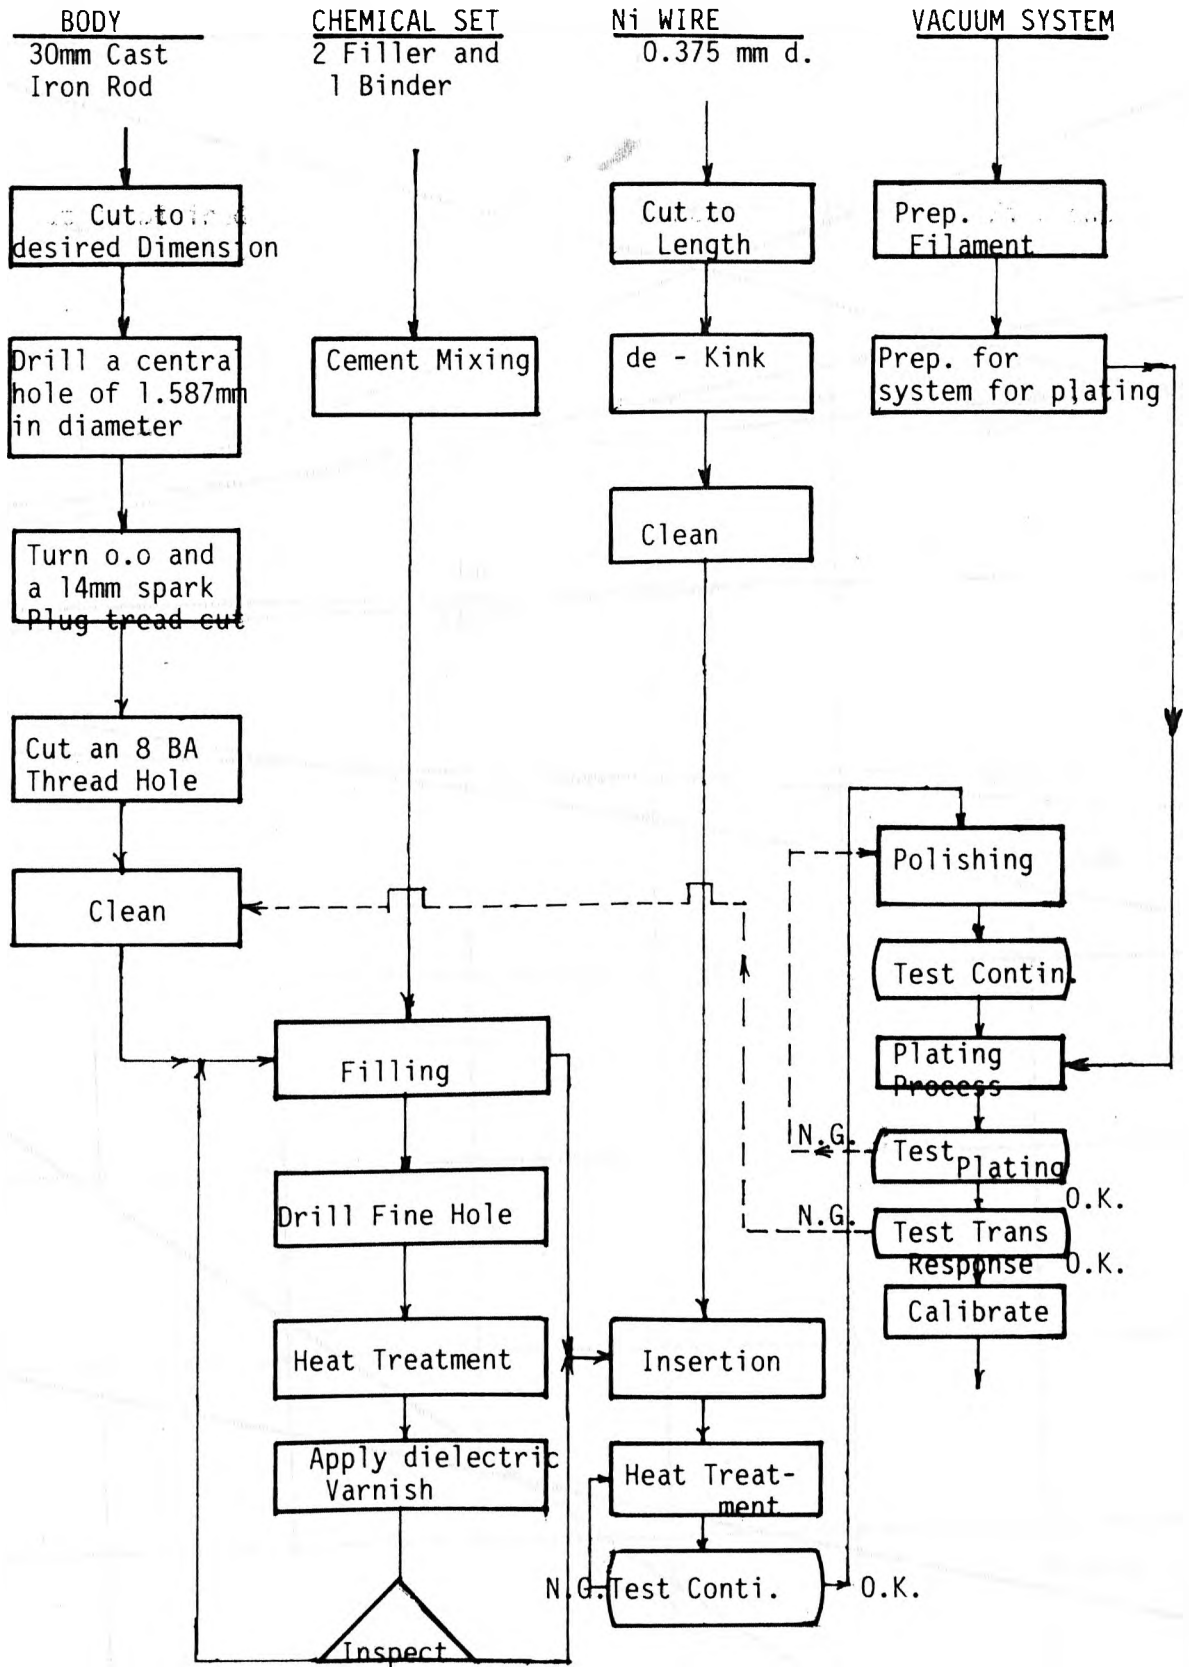 BODY
30mm Cast
Iron Rod
Cut to
desired Dimension
Drill a central
hole of 1.587mm
in diameter
Turn o.o and
a 14mm spark
Plug tread cut
Cut an 8 BA
Thread Hole
Clean
CHEMICAL SET
2 Filler and
1 Binder
Cement Mixing
Filling
Drill Fine Hole
Heat Treatment
Apply dielectric
Varnish
Inspect
Ni WIRE
0.375 mm d.
Cut to
Length
de - Kink
Clean
Insertion
Heat Treat-
ment
N.G.
Test Conti.
O.K.
VACUUM SYSTEM
Prep.
Filament
Prep. for
system for plating
Polishing
Test Contin.
Plating
Process
N.G.
Test Plating
O.K.
N.G.
Test Trans
Response
O.K.
Calibrate